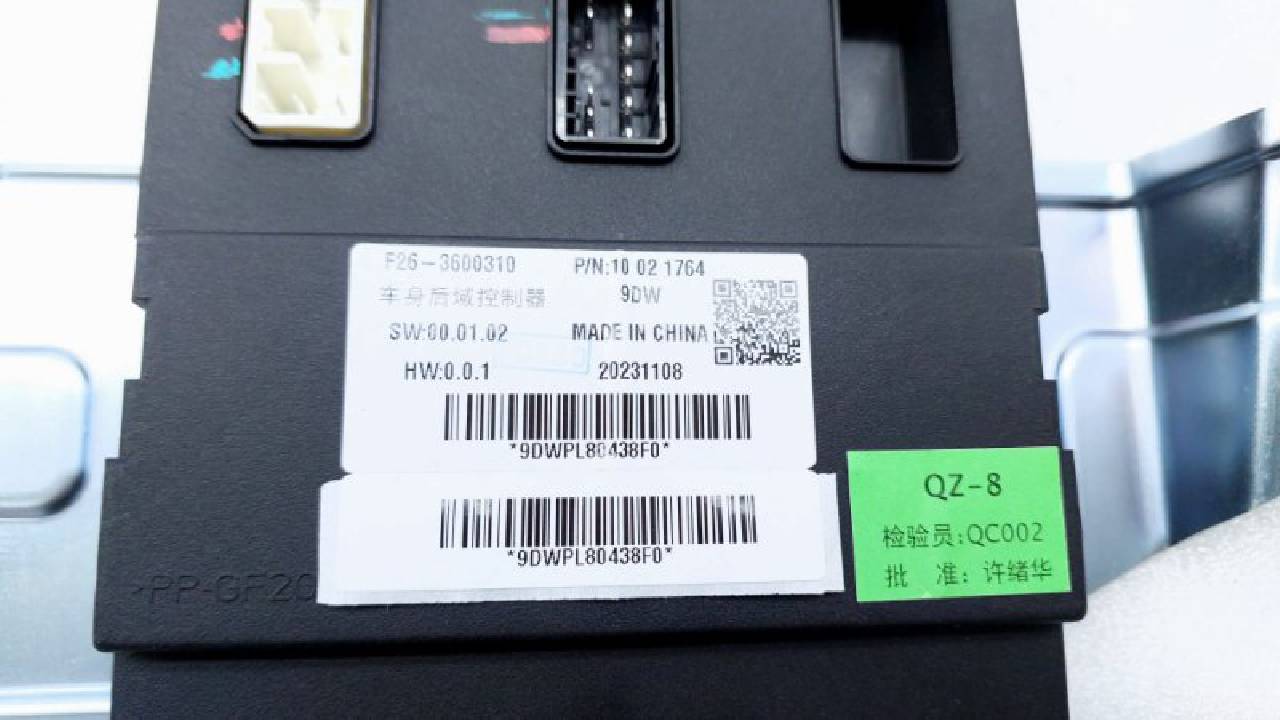 F26-3600310
P/N:10 02 1764
车身后域控制器
9DW
SW:00.01.02
MADE IN CHINA
HW:0.0.1
20231108
*9DWPL80438F0*
*9DWPL80438F0*
QZ-8
检验员:QC002
批 准: 许绪华
>PP-GF20